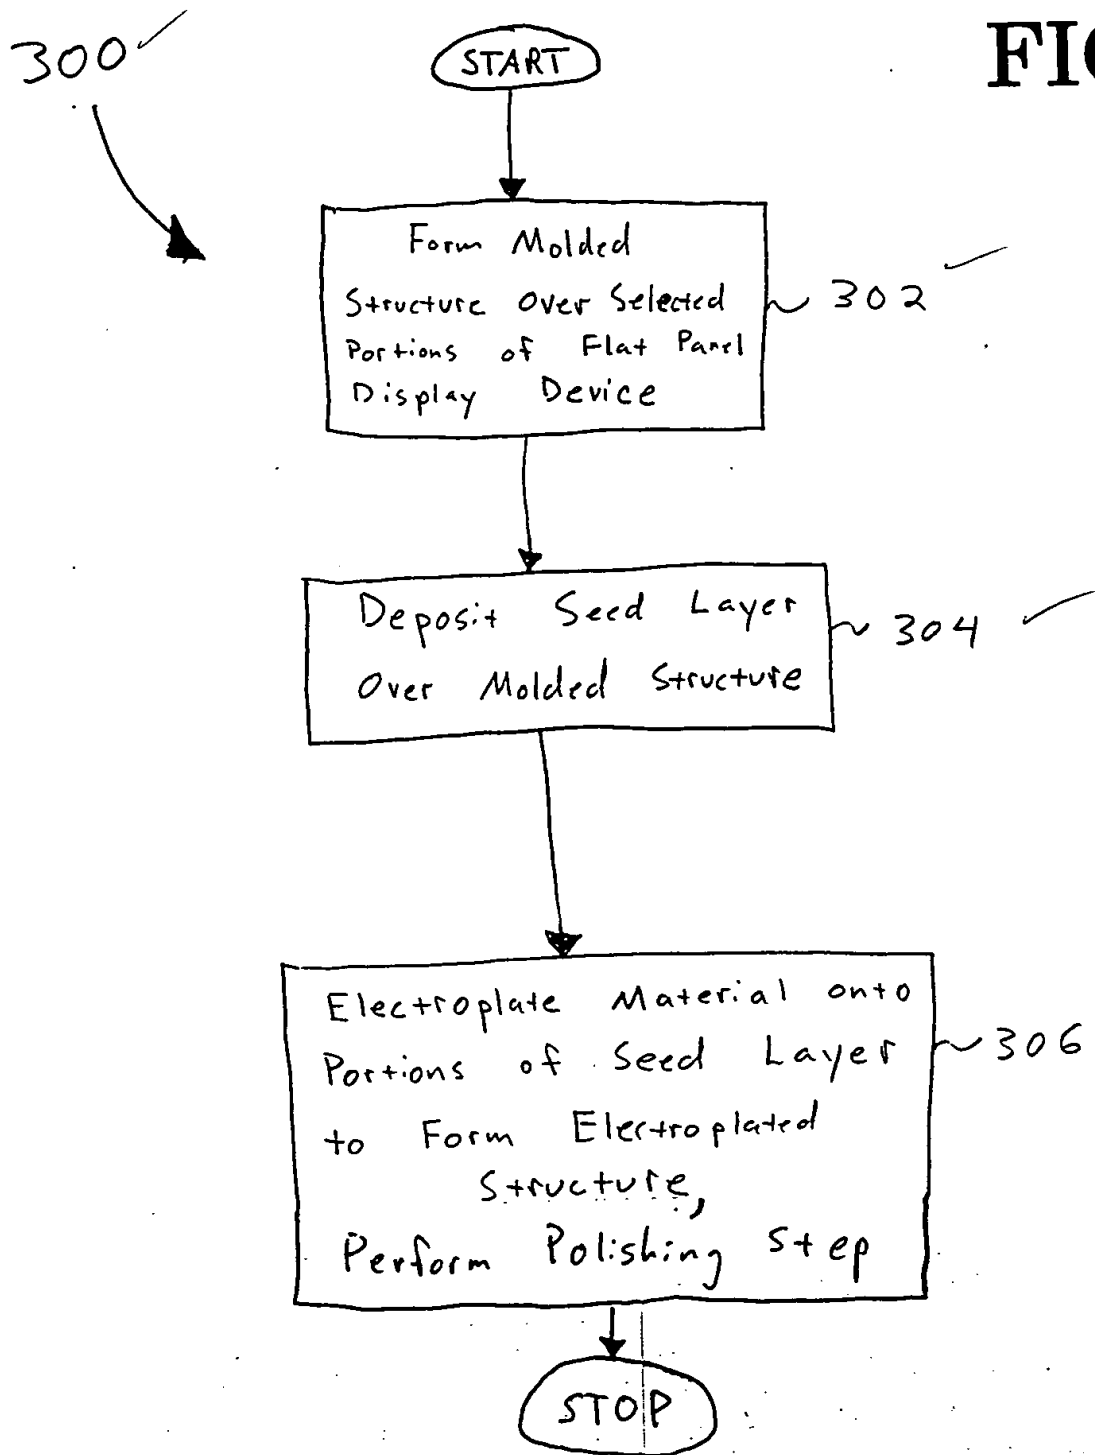 300
START
Form Molded
Structure Over Selected
Portions of Flat Panel
Display Device
302
Deposit Seed Layer
Over Molded Structure
304
Electroplate Material onto
Portions of Seed Layer
to Form Electroplated
Structure,
Perform Polishing Step
306
STOP